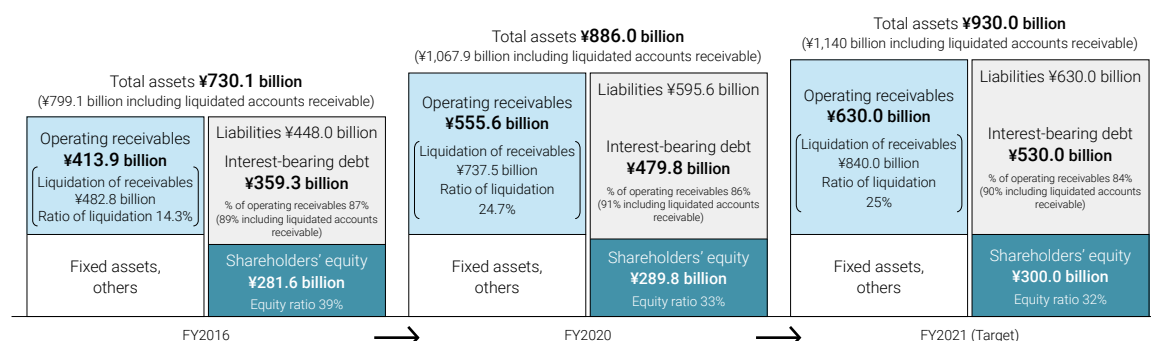 Total assets ¥730.1 billion
(¥799.1 billion including liquidated accounts receivable)
Operating receivables
¥413.9 billion
Liquidation of receivables
¥482.8 billion
Ratio of liquidation 14.3%
Fixed assets,
others
Liabilities ¥448.0 billion
Interest-bearing debt
¥359.3 billion
% of operating receivables 87%
(89% including liquidated accounts
receivable)
Shareholders' equity
¥281.6 billion
Equity ratio 39%
FY2016
Total assets ¥886.0 billion
(¥1,067.9 billion including liquidated accounts receivable)
Operating receivables
¥555.6 billion
Liquidation of receivables
¥737.5 billion
Ratio of liquidation
24.7%
Fixed assets,
others
Liabilities ¥595.6 billion
Interest-bearing debt
¥479.8 billion
% of operating receivables 86%
(91% including liquidated accounts
receivable)
Shareholders' equity
¥289.8 billion
Equity ratio 33%
FY2020
Total assets ¥930.0 billion
(¥1,140 billion including liquidated accounts receivable)
Operating receivables
¥630.0 billion
Liquidation of receivables
¥840.0 billion
Ratio of liquidation
25%
Fixed assets,
others
Liabilities ¥630.0 billion
Interest-bearing debt
¥530.0 billion
% of operating receivables 84%
(90% including liquidated accounts
receivable)
Shareholders' equity
¥300.0 billion
Equity ratio 32%
FY2021 (Target)